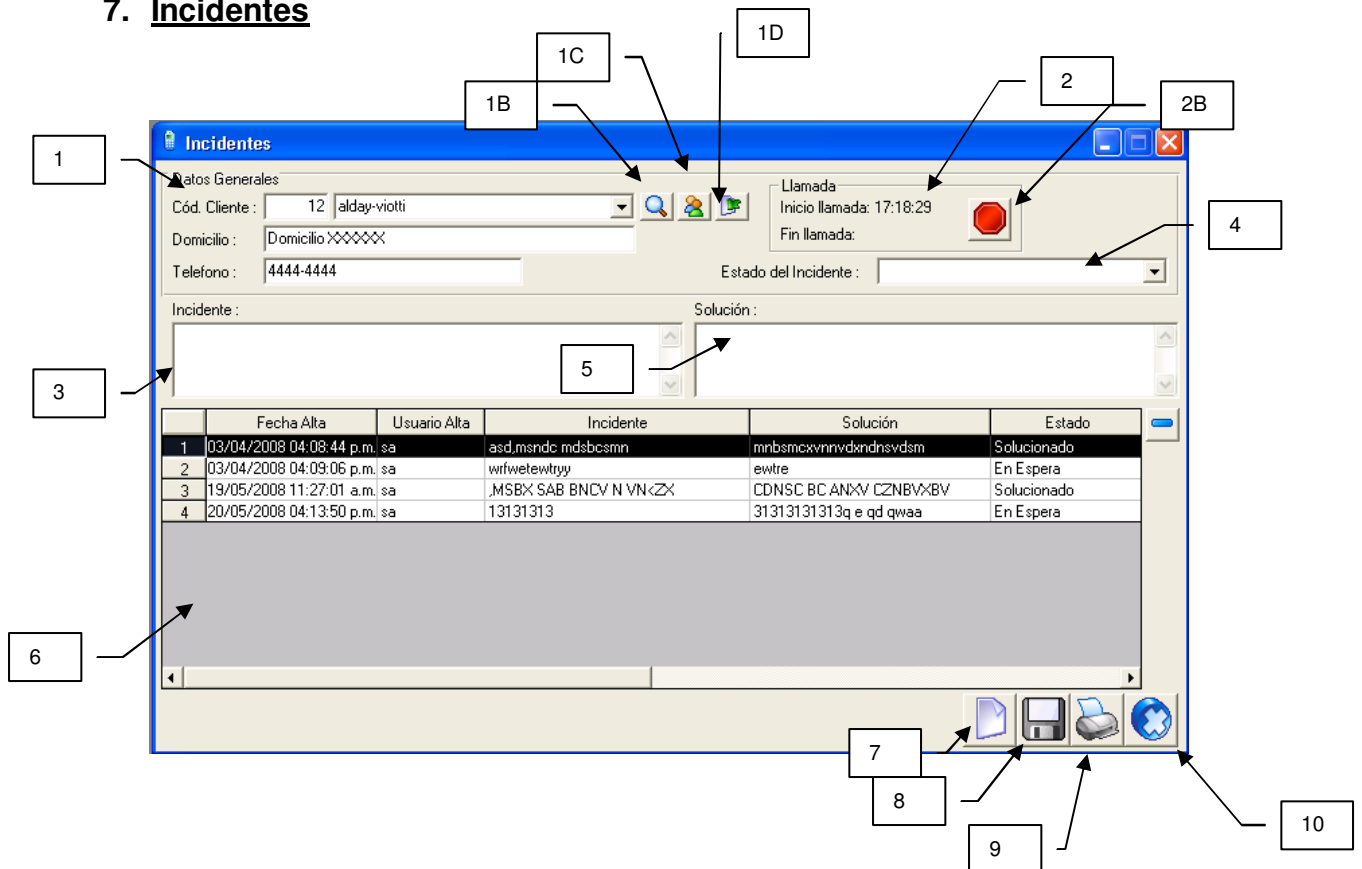 7. Incidentes
1D
1C
2
1B
2B
1
Incidentes
Datos Generales
Llamada
Cód. Cliente : 12 alday-viotti
Inicio llamada: 17:18:29
Domicilio : Domicilio XXXXXX
Fin llamada:
4
Telefono : 4444-4444
Estado del Incidente :
Incidente :
Solución :
5
3
Fecha Alta Usuario Alta Incidente Solución Estado
1 03/04/2008 04:08:44 p.m. sa asd,msndc mdsbcsmn mnbsmcxvnnvdxndnsvdsm Solucionado
2 03/04/2008 04:09:06 p.m. sa wrfwetewtryy ewtre En Espera
3 19/05/2008 11:27:01 a.m. sa ,MSBX SAB BNCV N VN<ZX CDNSC BC ANXV CZNBVXBV Solucionado
4 20/05/2008 04:13:50 p.m. sa 13131313 31313131313q e qd qwaa En Espera
6
7
8
10
9